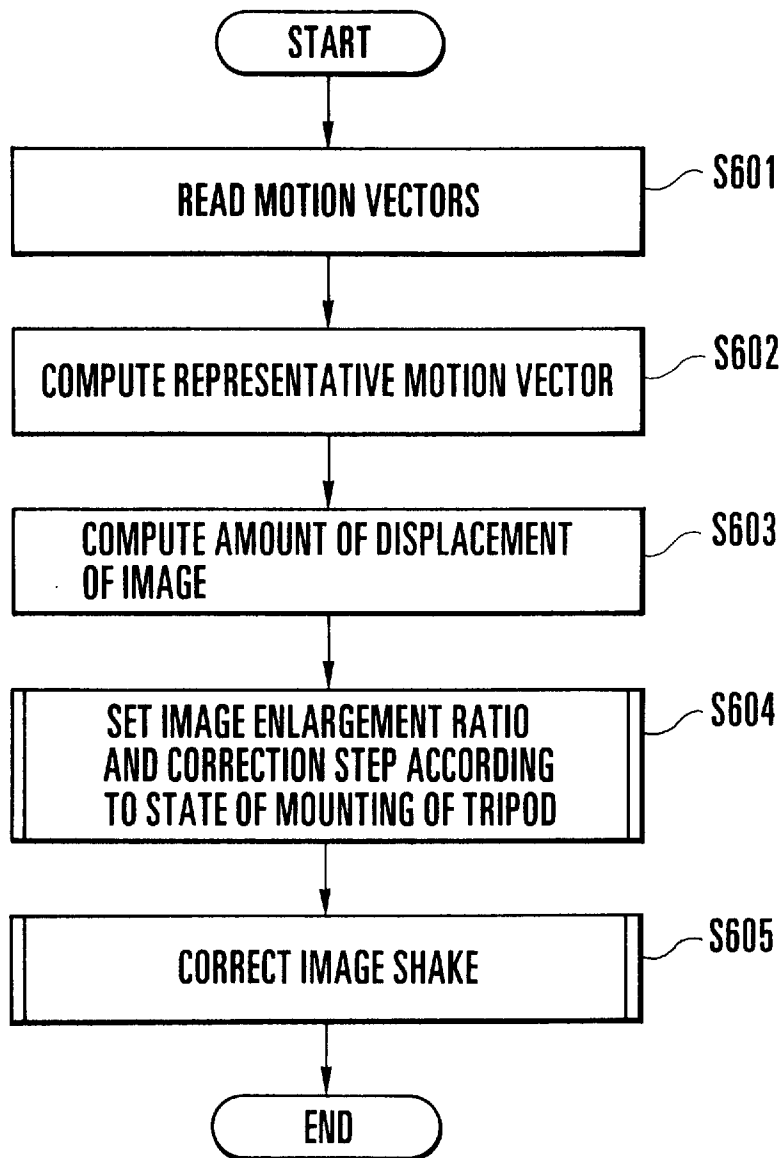 START
READ MOTION VECTORS
S601
COMPUTE REPRESENTATIVE MOTION VECTOR
S602
COMPUTE AMOUNT OF DISPLACEMENT
OF IMAGE
S603
SET IMAGE ENLARGEMENT RATIO
AND CORRECTION STEP ACCORDING
TO STATE OF MOUNTING OF TRIPOD
S604
CORRECT IMAGE SHAKE
S605
END